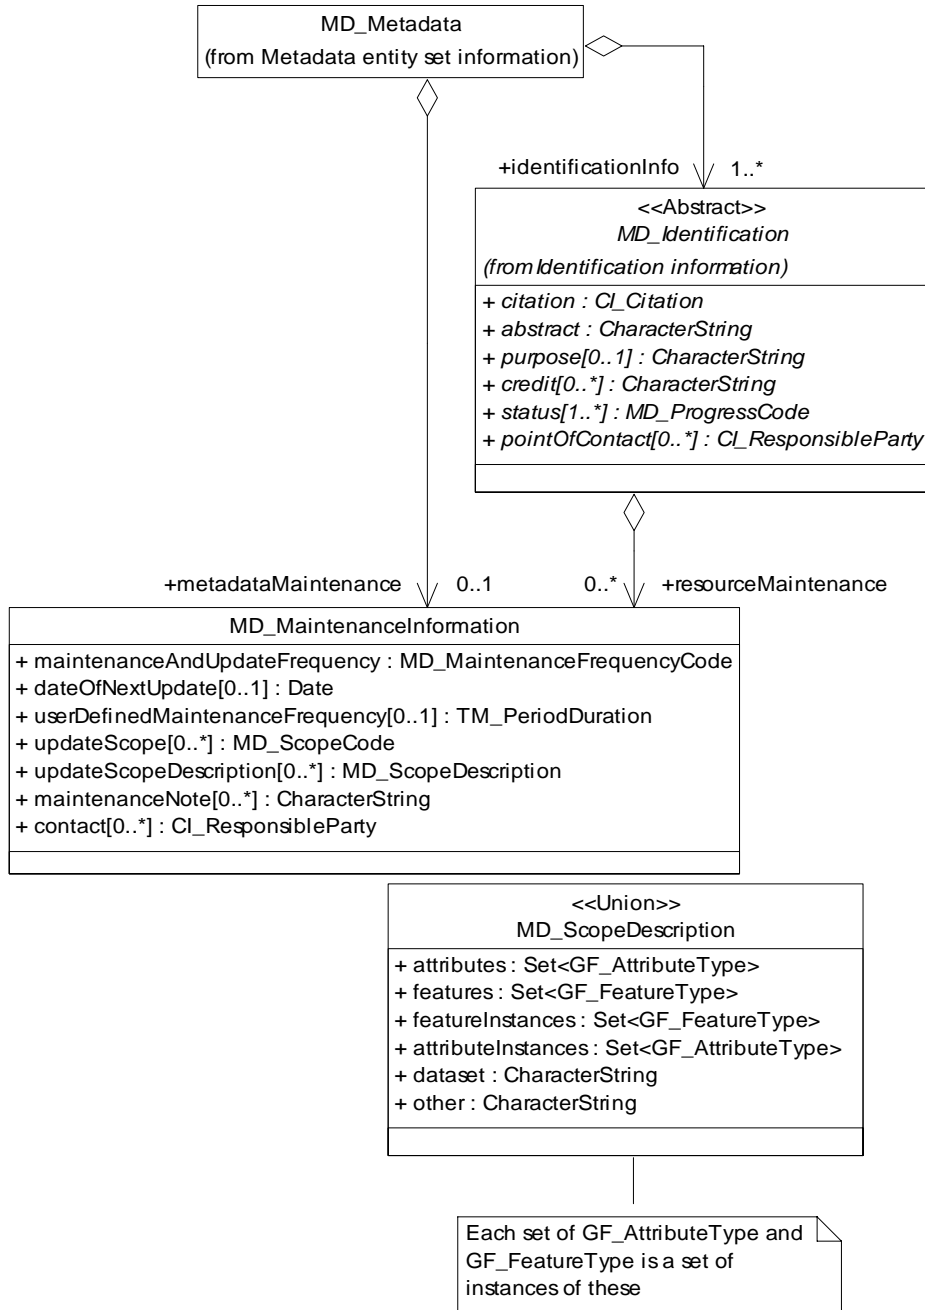 MD_Metadata
(from Metadata entity set information)
+identificationInfo 1..*
<<Abstract>>
MD_Identification
(from Identification information)
+ citation : CI_Citation
+ abstract : CharacterString
+ purpose[0..1] : CharacterString
+ credit[0..*] : CharacterString
+ status[1..*] : MD_ProgressCode
+ pointOfContact[0..*] : CI_ResponsibleParty
+metadataMaintenance 0..1 0..* +resourceMaintenance
MD_MaintenanceInformation
+ maintenanceAndUpdateFrequency : MD_MaintenanceFrequencyCode
+ dateOfNextUpdate[0..1] : Date
+ userDefinedMaintenanceFrequency[0..1] : TM_PeriodDuration
+ updateScope[0..*] : MD_ScopeCode
+ updateScopeDescription[0..*] : MD_ScopeDescription
+ maintenanceNote[0..*] : CharacterString
+ contact[0..*] : CI_ResponsibleParty
<<Union>>
MD_ScopeDescription
+ attributes : Set<GF_AttributeType>
+ features : Set<GF_FeatureType>
+ featureInstances : Set<GF_FeatureType>
+ attributeInstances : Set<GF_AttributeType>
+ dataset : CharacterString
+ other : CharacterString
Each set of GF_AttributeType and
GF_FeatureType is a set of
instances of these